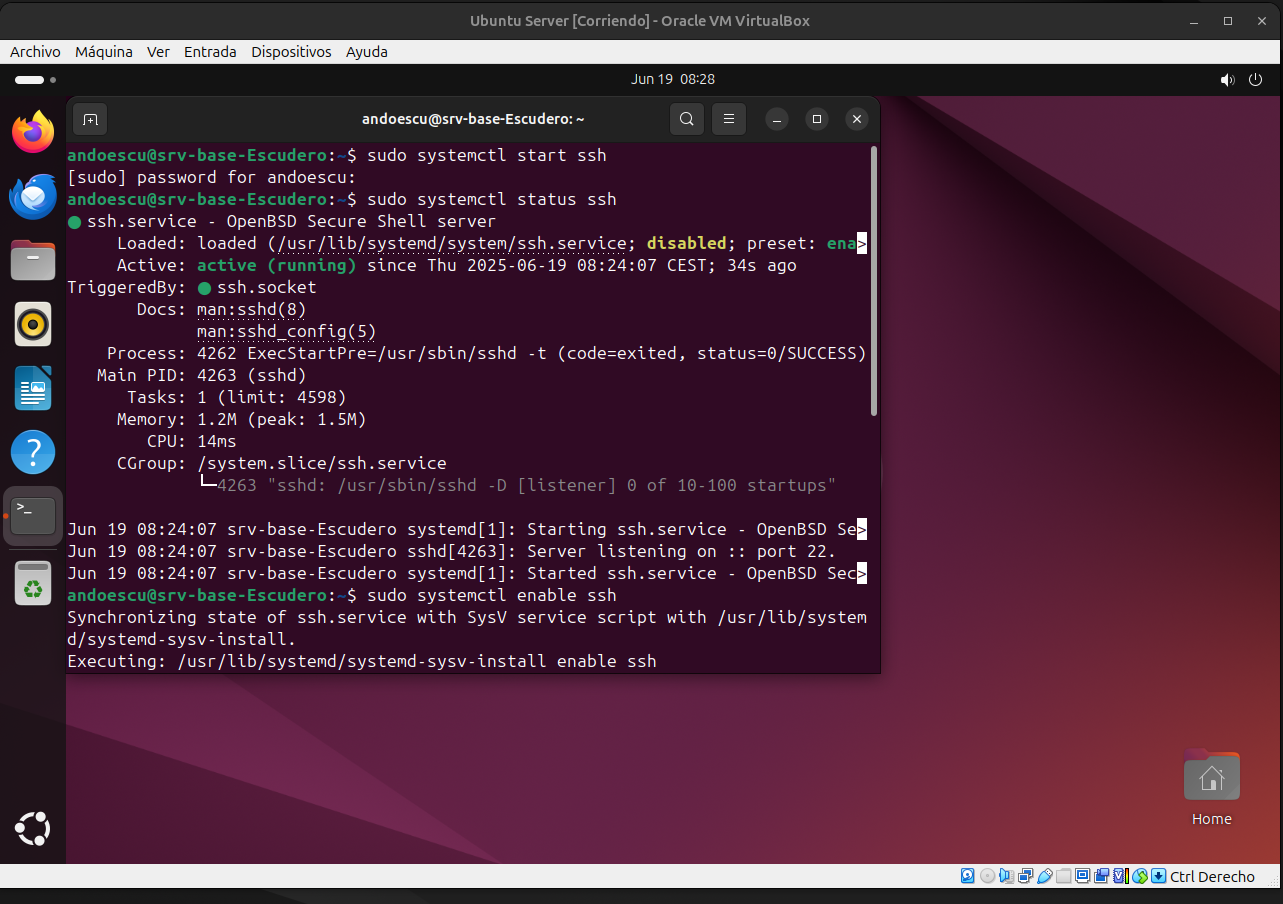 Ubuntu Server [Corriendo] - Oracle VM VirtualBox
Archivo Máquina Ver Entrada Dispositivos Ayuda
Jun 19 08:28
andoescu@srv-base-Escudero: ~
andoescu@srv-base-Escudero:~$ sudo systemctl start ssh
[sudo] password for andoescu:
andoescu@srv-base-Escudero:~$ sudo systemctl status ssh
● ssh.service - OpenBSD Secure Shell server
Loaded: loaded (/usr/lib/systemd/system/ssh.service; disabled; preset: ena>
Active: active (running) since Thu 2025-06-19 08:24:07 CEST; 34s ago
TriggeredBy: ● ssh.socket
Docs: man:sshd(8)
man:sshd_config(5)
Process: 4262 ExecStartPre=/usr/sbin/sshd -t (code=exited, status=0/SUCCESS)
Main PID: 4263 (sshd)
Tasks: 1 (limit: 4598)
Memory: 1.2M (peak: 1.5M)
CPU: 14ms
CGroup: /system.slice/ssh.service
└─4263 "sshd: /usr/sbin/sshd -D [listener] 0 of 10-100 startups"
Jun 19 08:24:07 srv-base-Escudero systemd[1]: Starting ssh.service - OpenBSD Se>
Jun 19 08:24:07 srv-base-Escudero sshd[4263]: Server listening on :: port 22.
Jun 19 08:24:07 srv-base-Escudero systemd[1]: Started ssh.service - OpenBSD Sec>
andoescu@srv-base-Escudero:~$ sudo systemctl enable ssh
Synchronizing state of ssh.service with SysV service script with /usr/lib/system
d/systemd-sysv-install.
Executing: /usr/lib/systemd/systemd-sysv-install enable ssh
Home
Ctrl Derecho